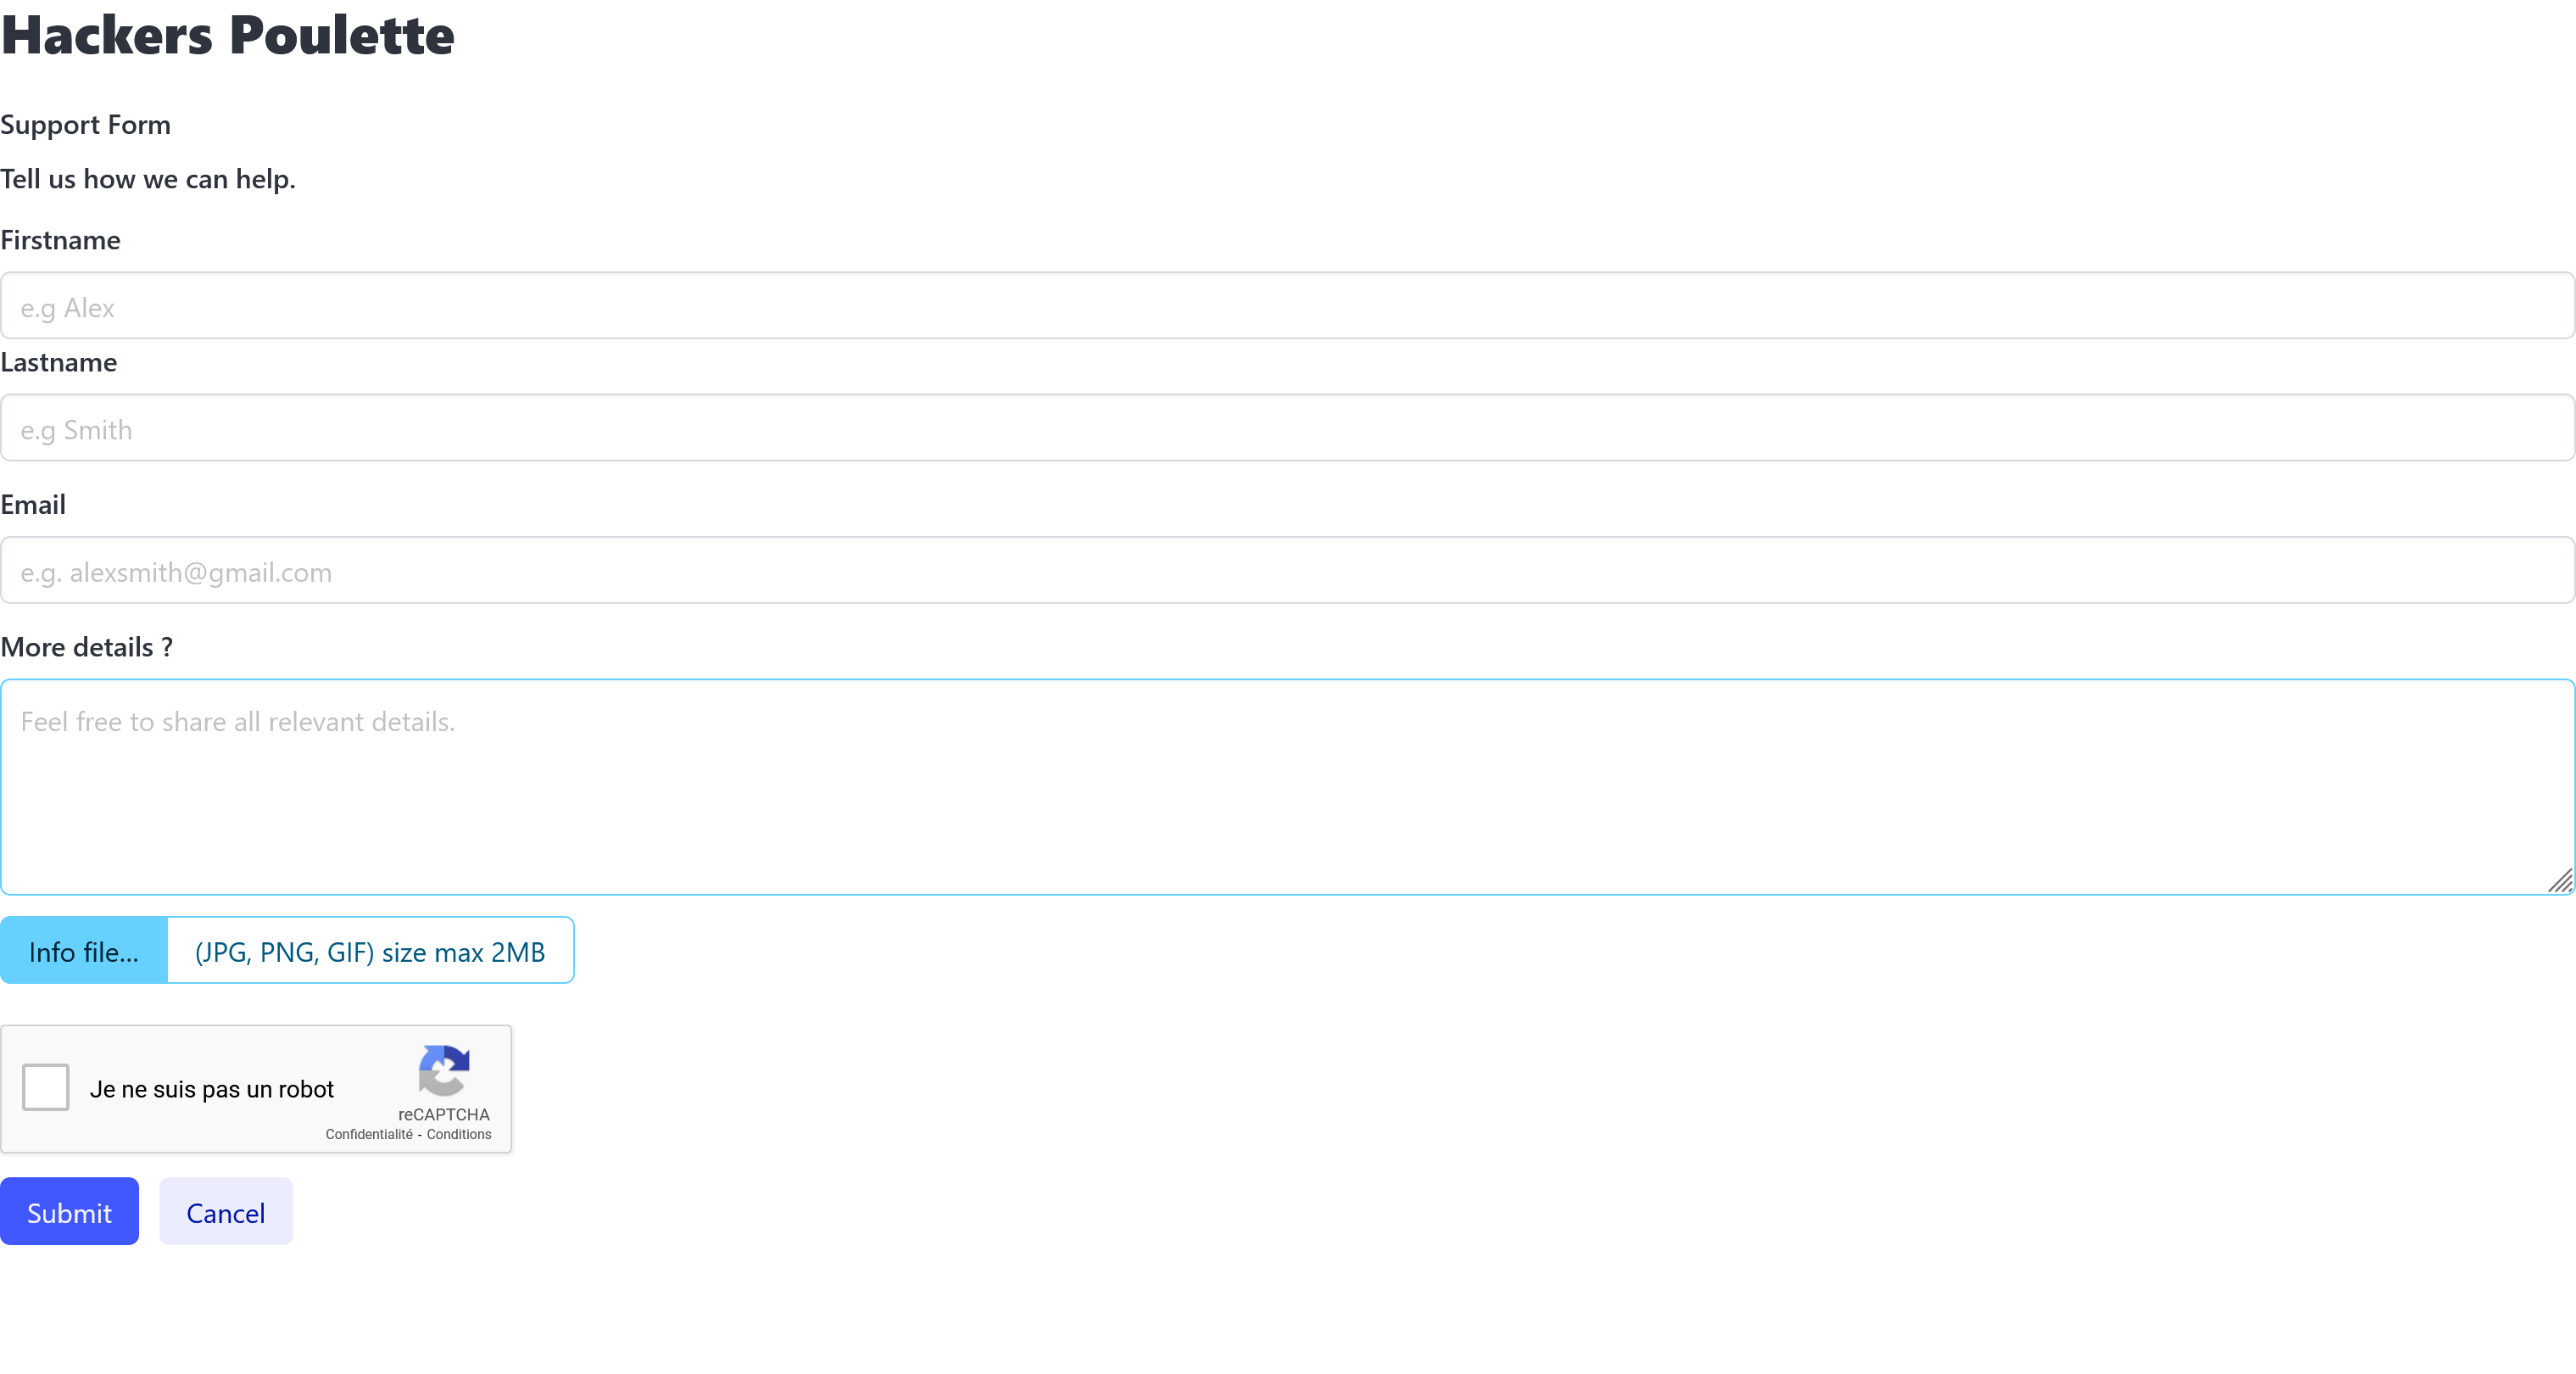 Hackers Poulette
Support Form
Tell us how we can help.
Firstname
e.g Alex
Lastname
e.g Smith
Email
e.g. alexsmith@gmail.com
More details ?
Feel free to share all relevant details.
Info file... (JPG, PNG, GIF) size max 2MB
Je ne suis pas un robot
reCAPTCHA
Confidentialité - Conditions
Submit Cancel